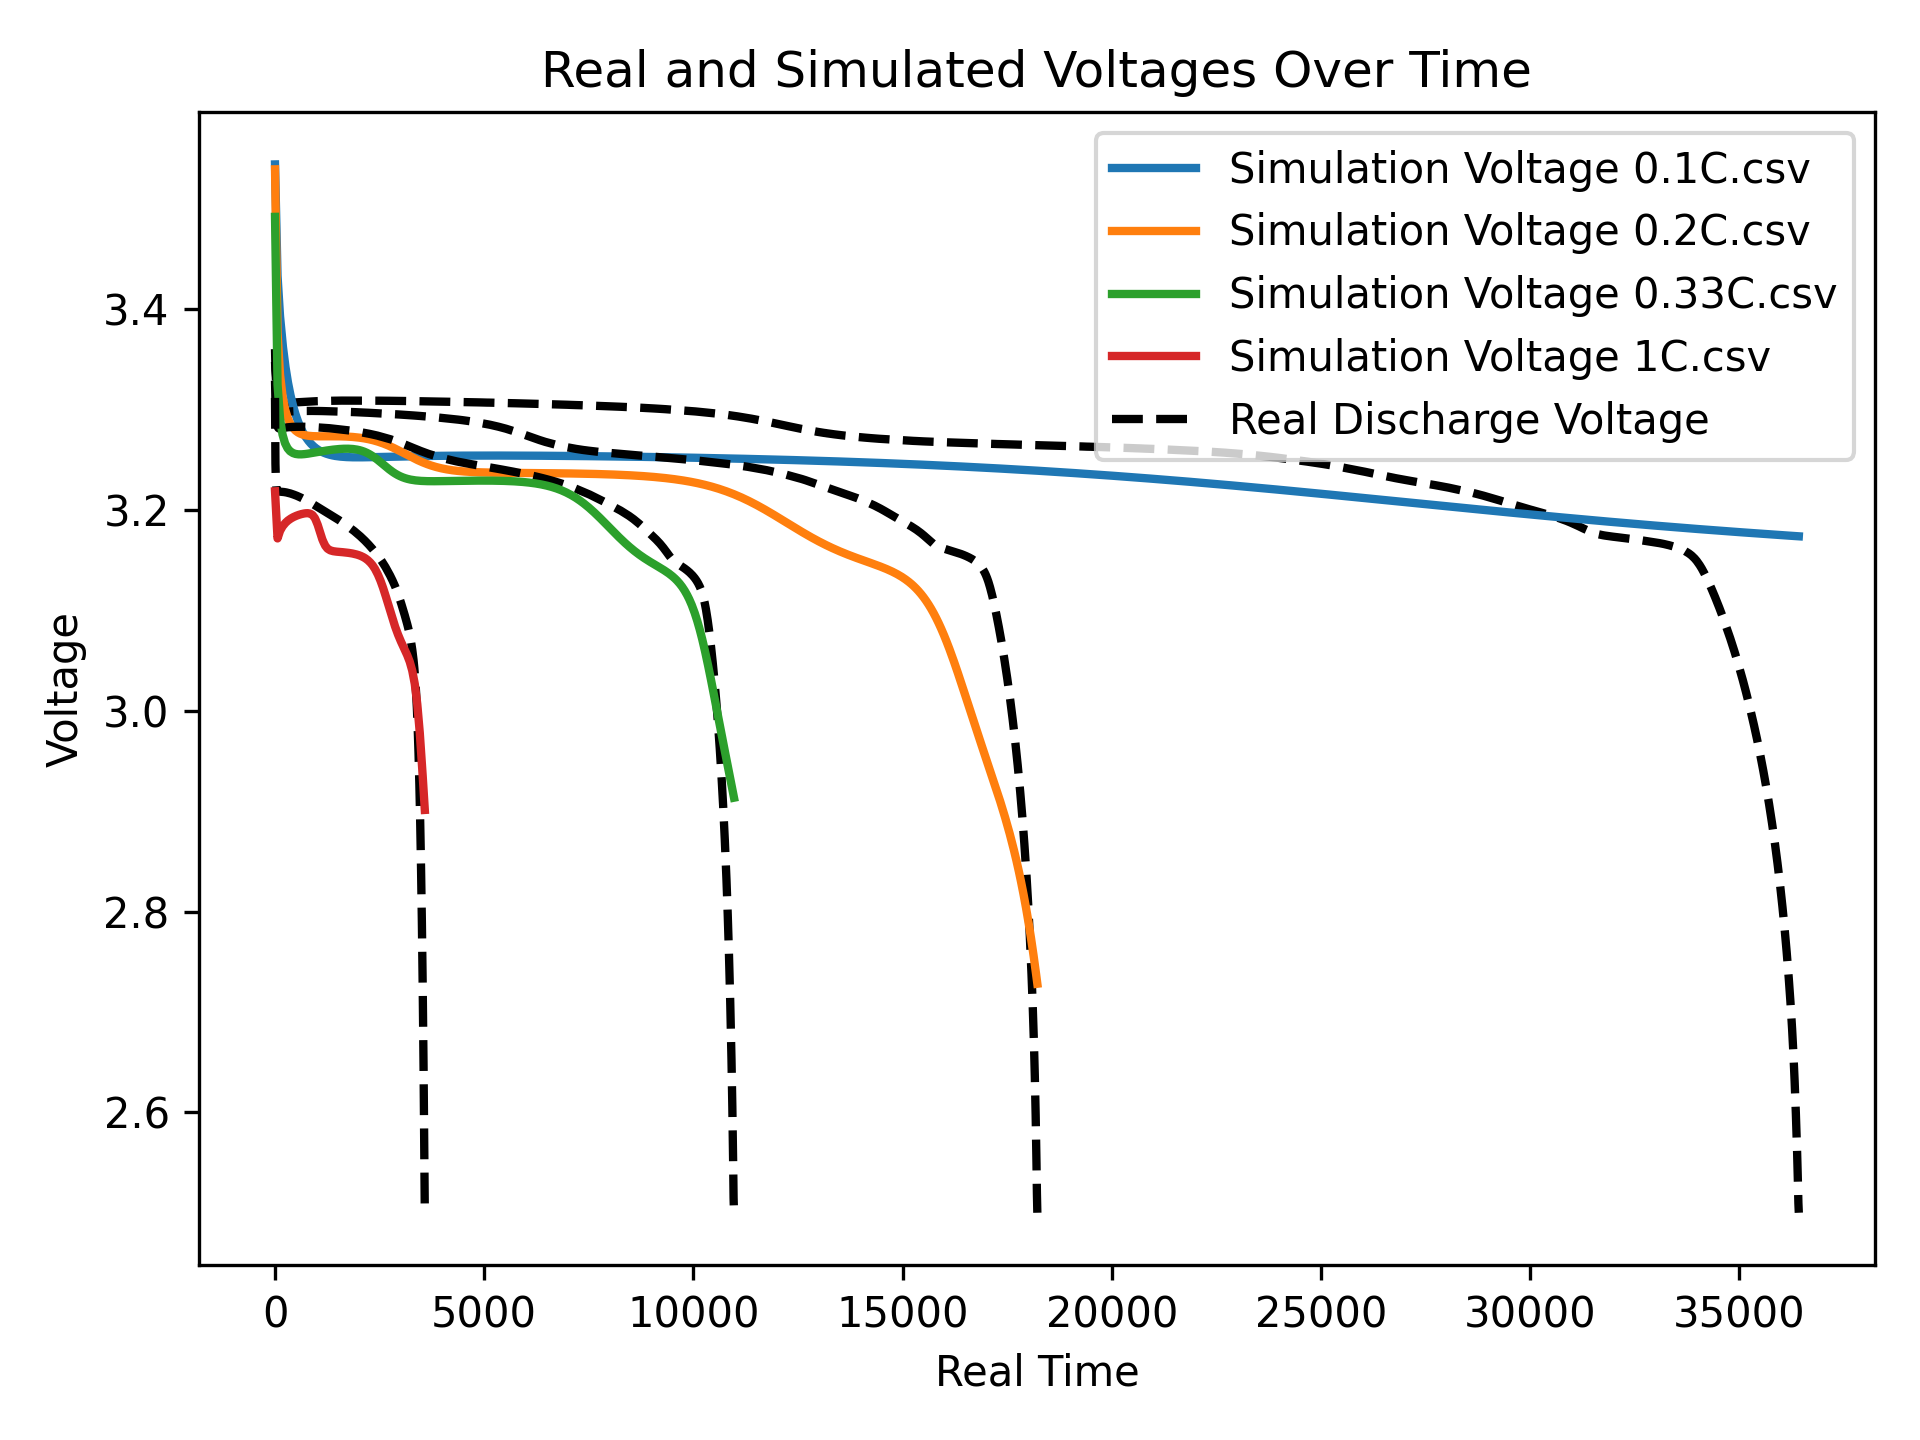 Real and Simulated Voltages Over Time
Simulation Voltage 0.1C.csv
Simulation Voltage 0.2C.csv
Simulation Voltage 0.33C.csv
Simulation Voltage 1C.csv
Real Discharge Voltage
3.4
3.2
3.0
2.8
2.6
Voltage
0 5000 10000 15000 20000 25000 30000 35000
Real Time